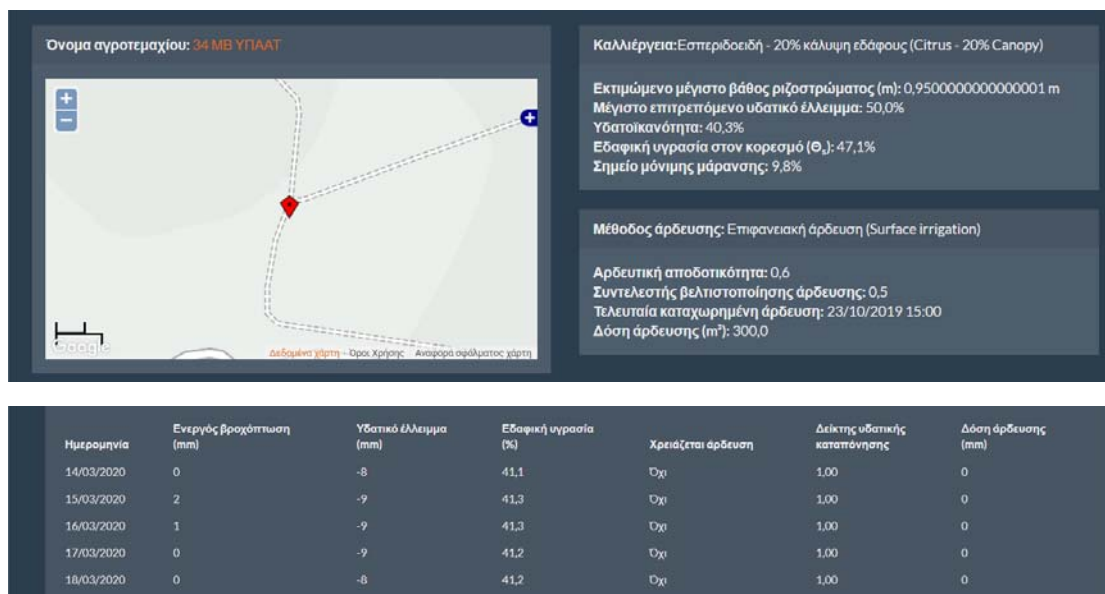 Όνομα αγροτεμαχίου: 34 MB ΥΠΑΑΤ
+
−
Google
Δεδομένα χάρτη Όροι Χρήσης Αναφορά σφάλματος χάρτη
+
Καλλιέργεια:Εσπεριδοειδή - 20% κάλυψη εδάφους (Citrus - 20% Canopy)
Εκτιμώμενο μέγιστο βάθος ριζοστρώματος (m): 0,9500000000000001 m
Μέγιστο επιτρεπόμενο υδατικό έλλειμμα: 50,0%
Υδατοϊκανότητα: 40,3%
Εδαφική υγρασία στον κορεσμό (Θs): 47,1%
Σημείο μόνιμης μάρανσης: 9,8%
Μέθοδος άρδευσης: Επιφανειακή άρδευση (Surface irrigation)
Αρδευτική αποδοτικότητα: 0,6
Συντελεστής βελτιστοποίησης άρδευσης: 0,5
Τελευταία καταχωρημένη άρδευση: 23/10/2019 15:00
Δόση άρδευσης (m³): 300,0
Ημερομηνία Ενεργός βροχόπτωση (mm) Υδατικό έλλειμμα (mm) Εδαφική υγρασία (%) Χρειάζεται άρδευση Δείκτης υδατικής καταπόνησης Δόση άρδευσης (mm)
14/03/2020 0 -8 41,1 Όχι 1,00 0
15/03/2020 2 -9 41,3 Όχι 1,00 0
16/03/2020 1 -9 41,3 Όχι 1,00 0
17/03/2020 0 -9 41,2 Όχι 1,00 0
18/03/2020 0 -8 41,2 Όχι 1,00 0